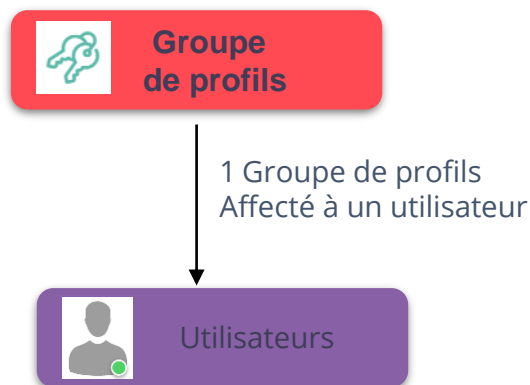 Groupe
de profils
1 Groupe de profils
Affecté à un utilisateur
Utilisateurs